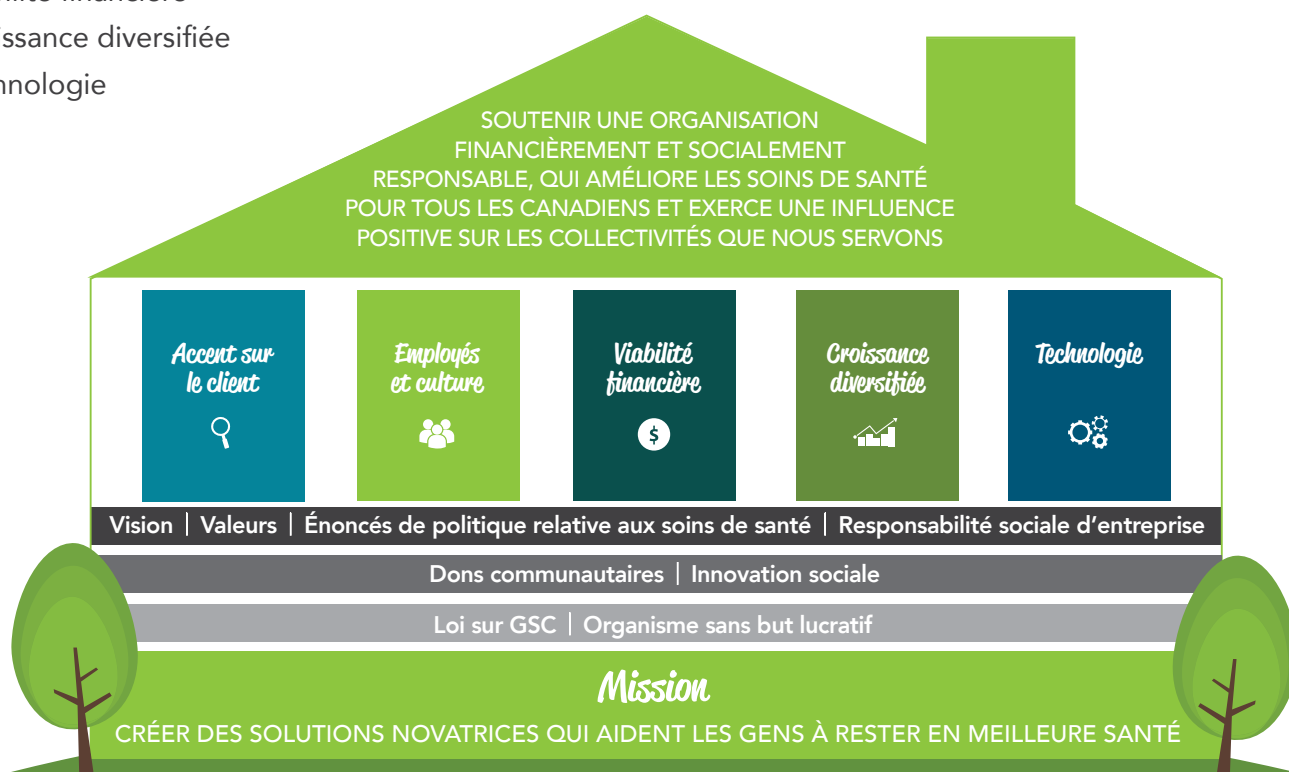 issance diversifiée
hnologie
SOUTENIR UNE ORGANISATION
FINANCIÈREMENT ET SOCIALEMENT
RESPONSABLE, QUI AMÉLIORE LES SOINS DE SANTÉ
POUR TOUS LES CANADIENS ET EXERCE UNE INFLUENCE
POSITIVE SUR LES COLLECTIVITÉS QUE NOUS SERVONS
Accent sur
le client
Employés
et culture
Viabilité
financière
$
Croissance
diversifiée
Technologie
Vision | Valeurs | Énoncés de politique relative aux soins de santé | Responsabilité sociale d’entreprise
Dons communautaires | Innovation sociale
Loi sur GSC | Organisme sans but lucratif
Mission
CRÉER DES SOLUTIONS NOVATRICES QUI AIDENT LES GENS À RESTER EN MEILLEURE SANTÉ